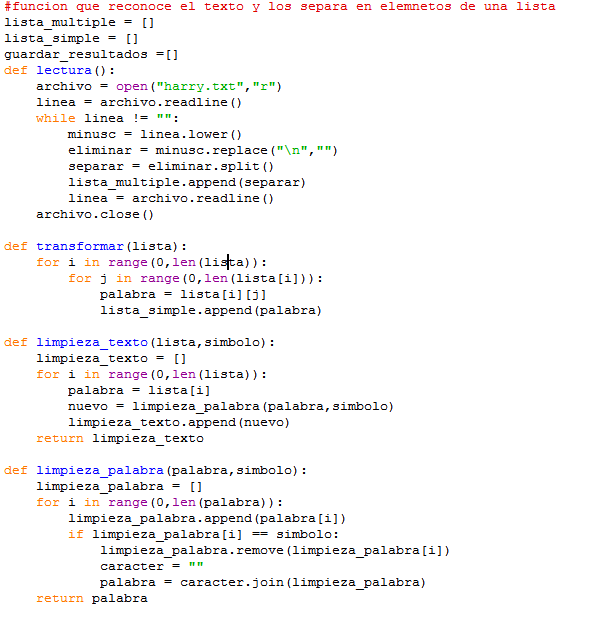 #funcion que reconoce el texto y los separa en elemnetos de una lista
lista_multiple = []
lista_simple = []
guardar_resultados =[]
def lectura():
    archivo = open("harry.txt","r")
    linea = archivo.readline()
    while linea != "":
        minusc = linea.lower()
        eliminar = minusc.replace("\n","")
        separar = eliminar.split()
        lista_multiple.append(separar)
        linea = archivo.readline()
    archivo.close()

def transformar(lista):
    for i in range(0,len(lista)):
        for j in range(0,len(lista[i])):
            palabra = lista[i][j]
            lista_simple.append(palabra)

def limpieza_texto(lista,simbolo):
    limpieza_texto = []
    for i in range(0,len(lista)):
        palabra = lista[i]
        nuevo = limpieza_palabra(palabra,simbolo)
        limpieza_texto.append(nuevo)
    return limpieza_texto

def limpieza_palabra(palabra,simbolo):
    limpieza_palabra = []
    for i in range(0,len(palabra)):
        limpieza_palabra.append(palabra[i])
        if limpieza_palabra[i] == simbolo:
            limpieza_palabra.remove(limpieza_palabra[i])
            caracter = ""
            palabra = caracter.join(limpieza_palabra)
    return palabra